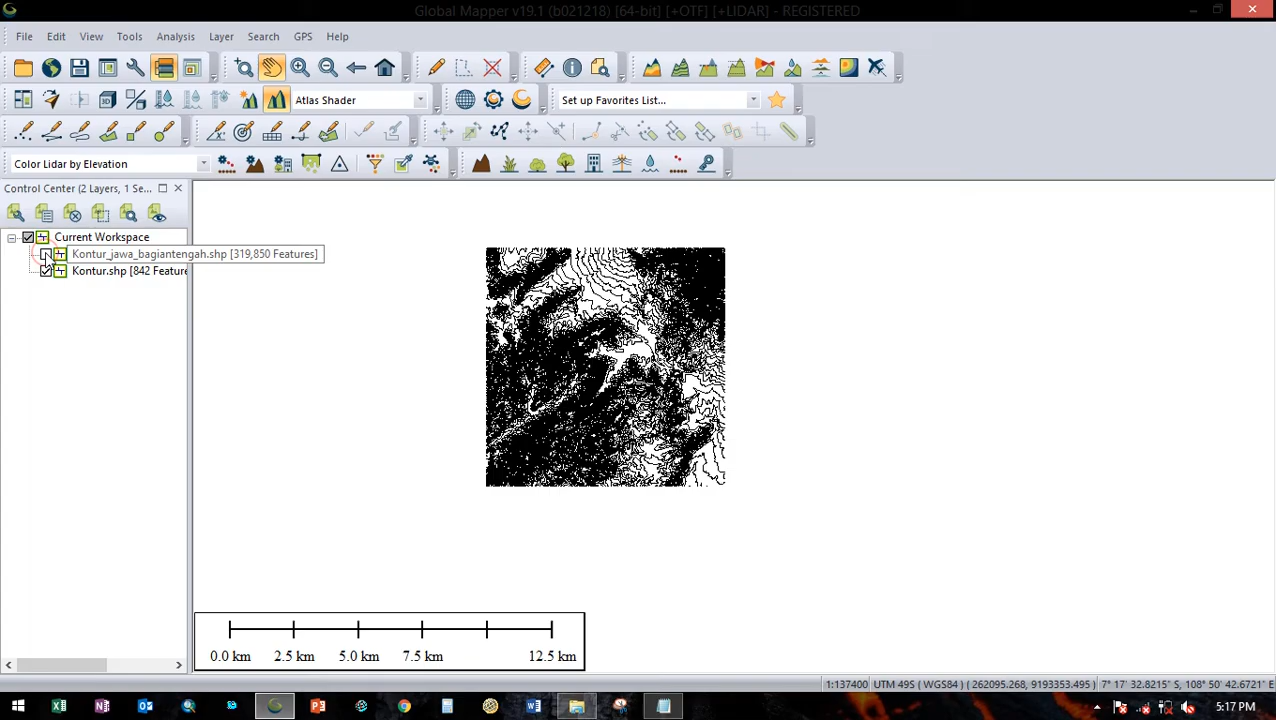 Global Mapper v19.1 (b021218) [64-bit] [+OTF] [+LIDAR] - REGISTERED
File Edit View Tools Analysis Layer Search GPS Help
Atlas Shader
Set up Favorites List...
Color Lidar by Elevation
Control Center (2 Layers, 1 Se...
Current Workspace
Kontur_jawa_bagiantengah.shp [319,850 Features]
Kontur.shp [842 Feature
0.0 km 2.5 km 5.0 km 7.5 km 12.5 km
1:137400 UTM 49S (WGS84) ( 262095.268, 9193353.495) 7° 17' 32.8215" S, 108° 50' 42.6721" E
5:17 PM